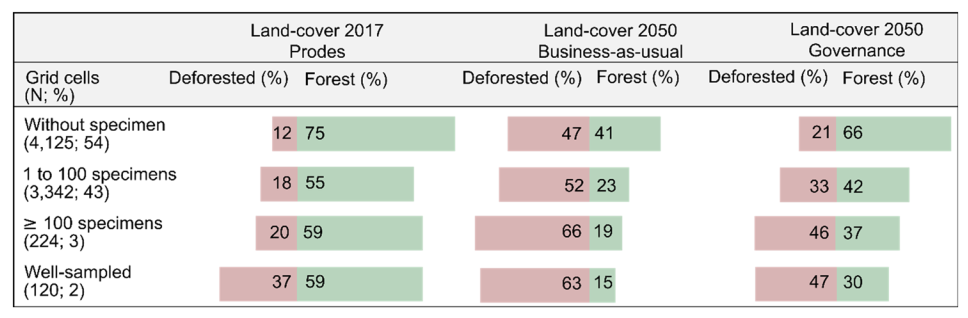 Land-cover 2017 Land-cover 2050 Land-cover 2050
Prodes Business-as-usual Governance
Grid cells Deforested (%) Forest (%) Deforested (%) Forest (%) Deforested (%) Forest (%)
(N; %)
Without specimen 12 75 47 41 21 66
(4,125; 54)
1 to 100 specimens 18 55 52 23 33 42
(3,342; 43)
≥ 100 specimens 20 59 66 19 46 37
(224; 3)
Well-sampled 37 59 63 15 47 30
(120; 2)